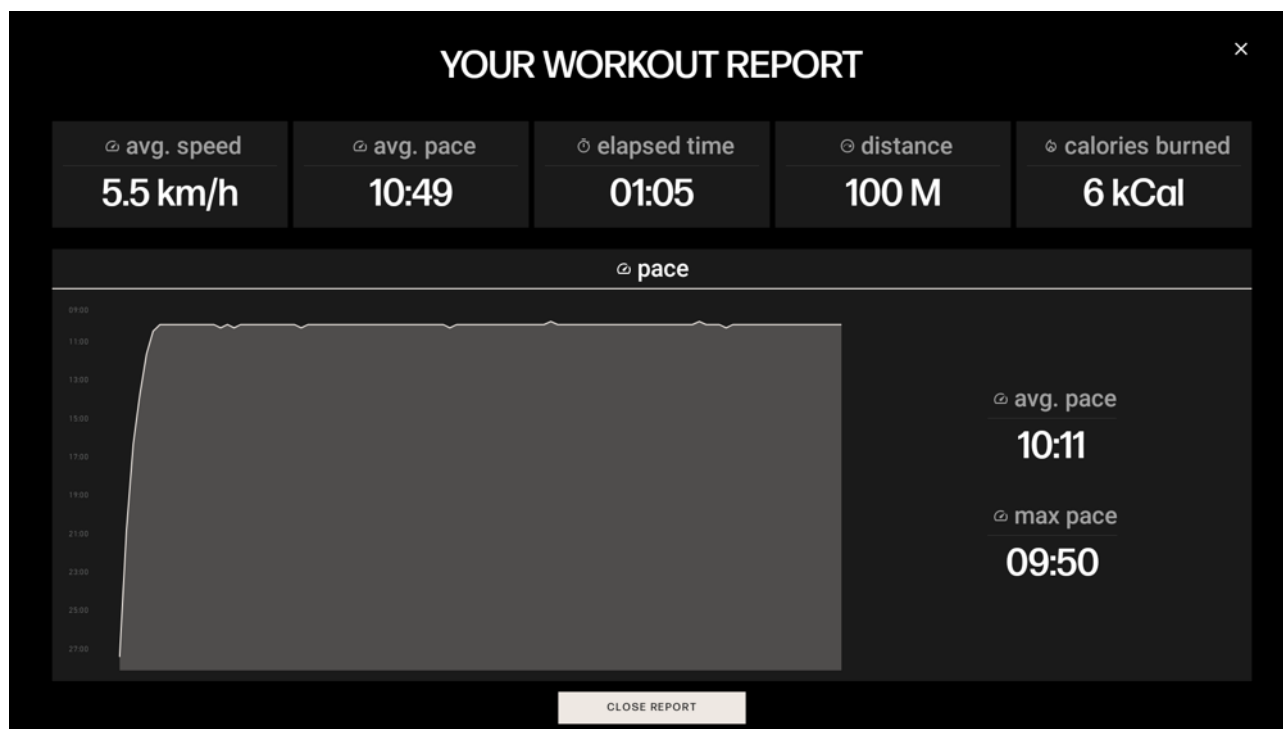 YOUR WORKOUT REPORT
avg. speed
5.5 km/h
avg. pace
10:49
elapsed time
01:05
distance
100 M
calories burned
6 kCal
pace
09:00
11:00
13:00
15:00
17:00
19:00
21:00
23:00
25:00
27:00
avg. pace
10:11
max pace
09:50
CLOSE REPORT